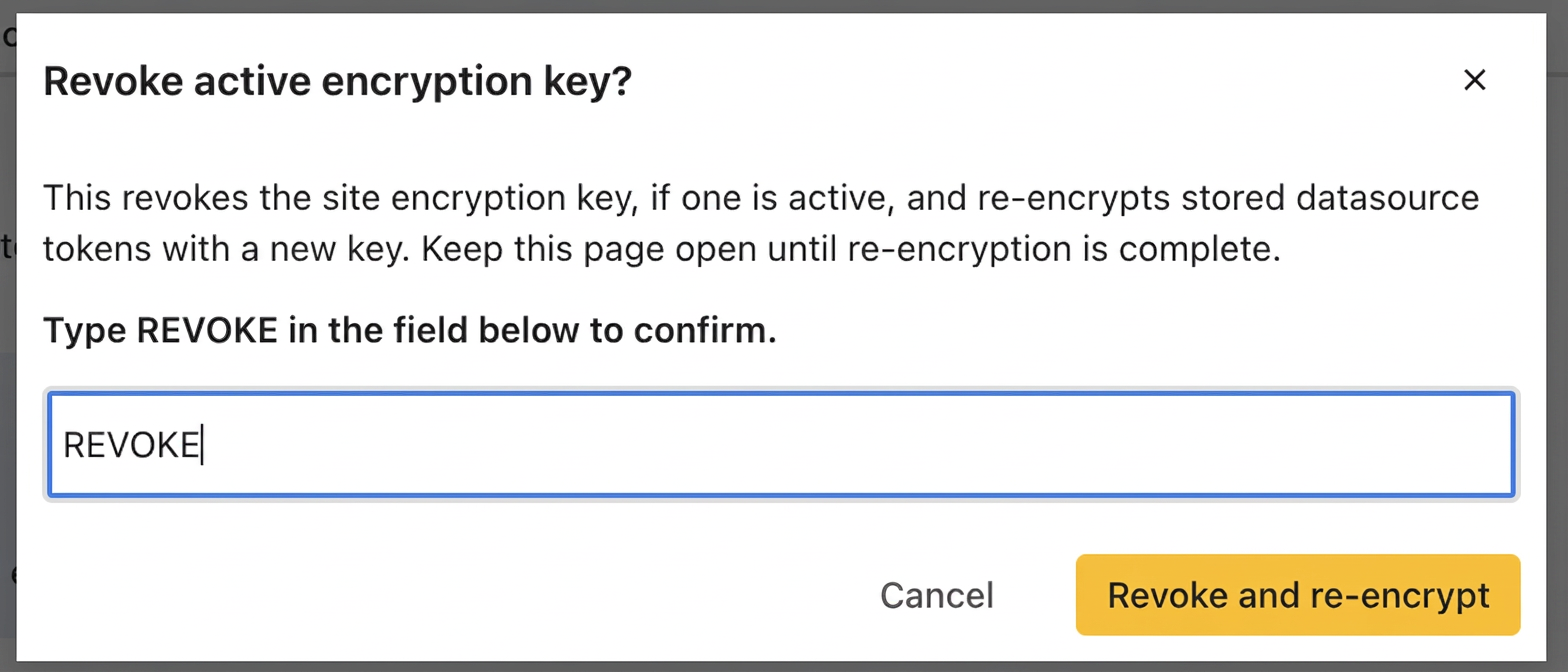 Revoke active encryption key?
This revokes the site encryption key, if one is active, and re-encrypts stored datasource
tokens with a new key. Keep this page open until re-encryption is complete.
Type REVOKE in the field below to confirm.
REVOKE
Cancel
Revoke and re-encrypt